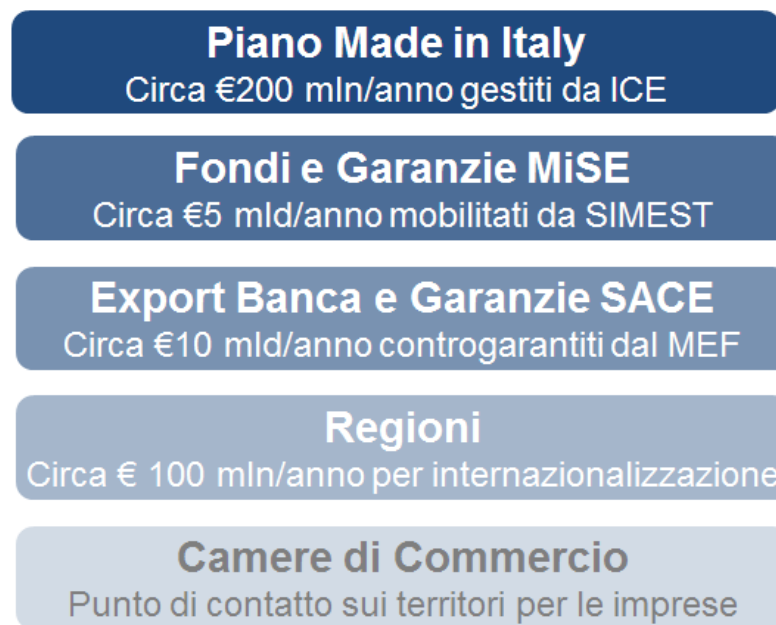 Piano Made in Italy
Circa €200 mln/anno gestiti da ICE
Fondi e Garanzie MiSE
Circa €5 mld/anno mobilitati da SIMEST
Export Banca e Garanzie SACE
Circa €10 mld/anno controgarantiti dal MEF
Regioni
Circa € 100 mln/anno per internazionalizzazione
Camere di Commercio
Punto di contatto sui territori per le imprese